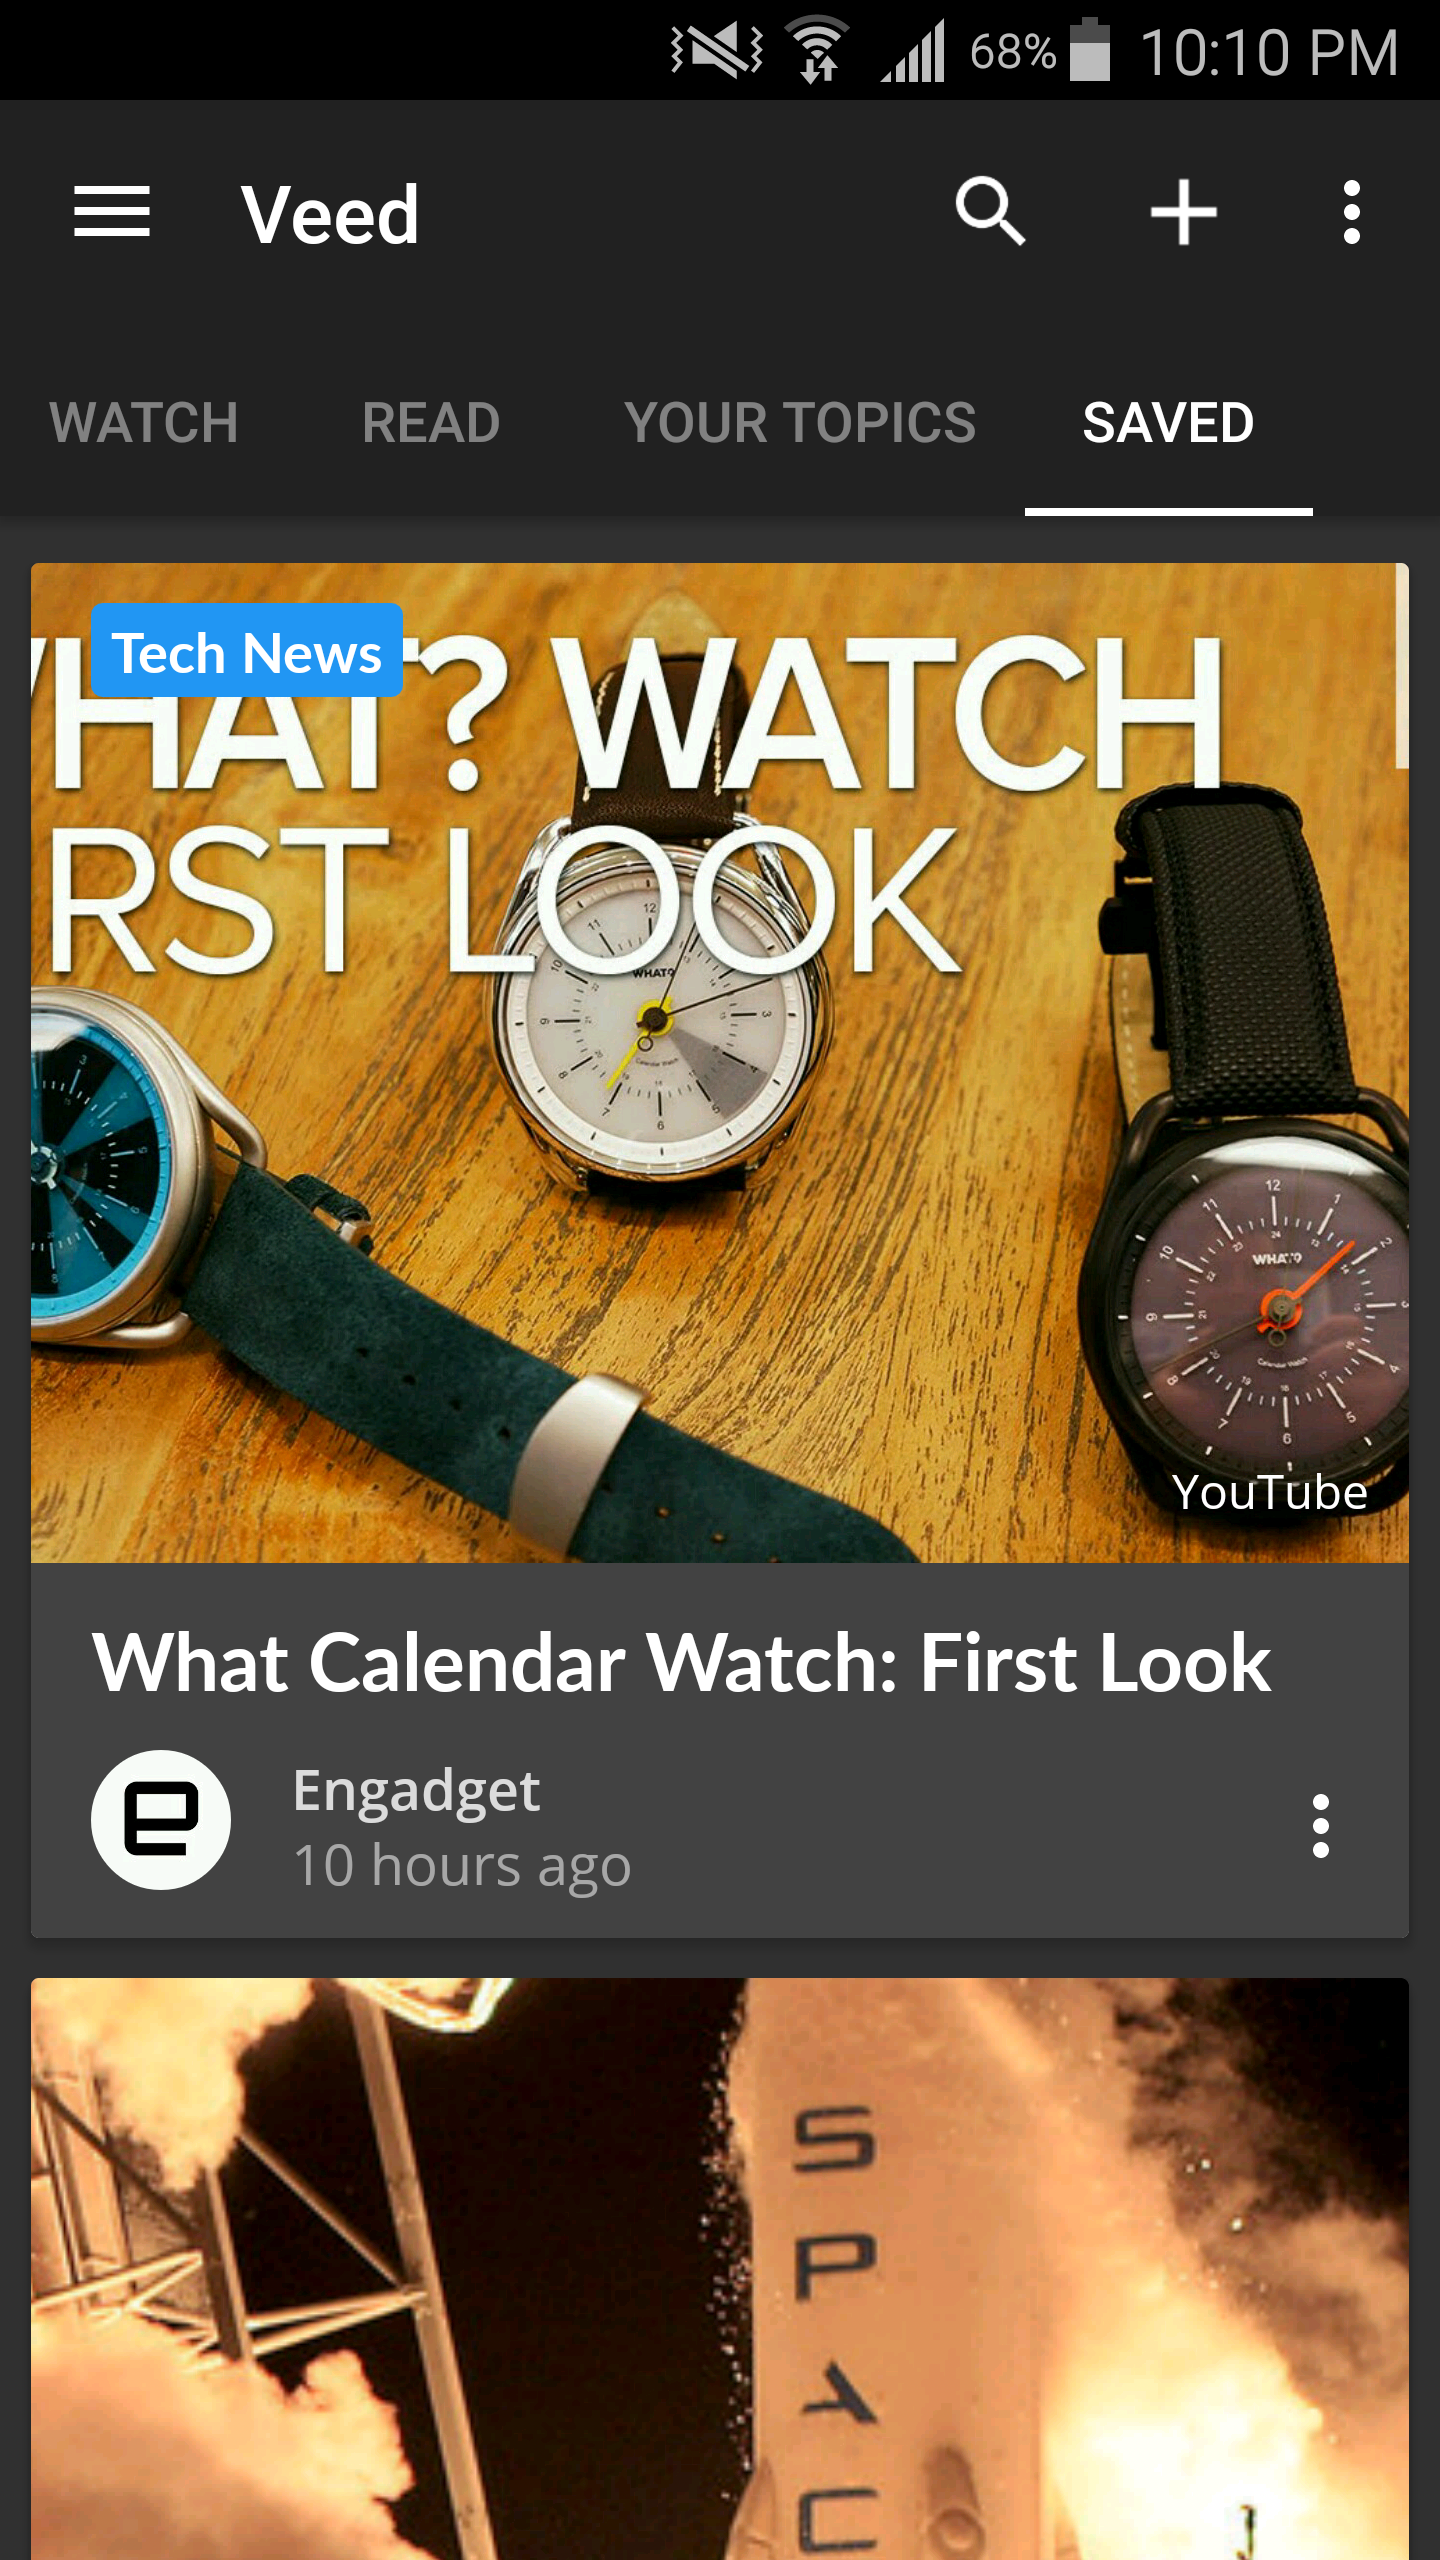 68% 10:10 PM
Veed
WATCH READ YOUR TOPICS SAVED
Tech News
HAT? WATCH
RST LOOK
YouTube
What Calendar Watch: First Look
Engadget
10 hours ago
S
P
A
C